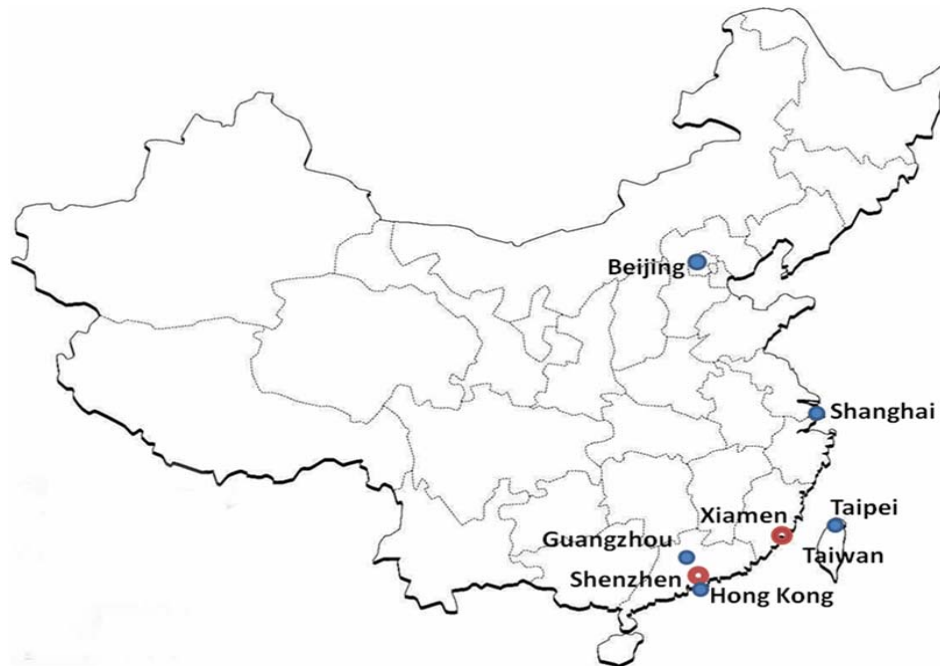 Beijing
Shanghai
Xiamen
Taipei
Guangzhou
Taiwan
Shenzhen
Hong Kong